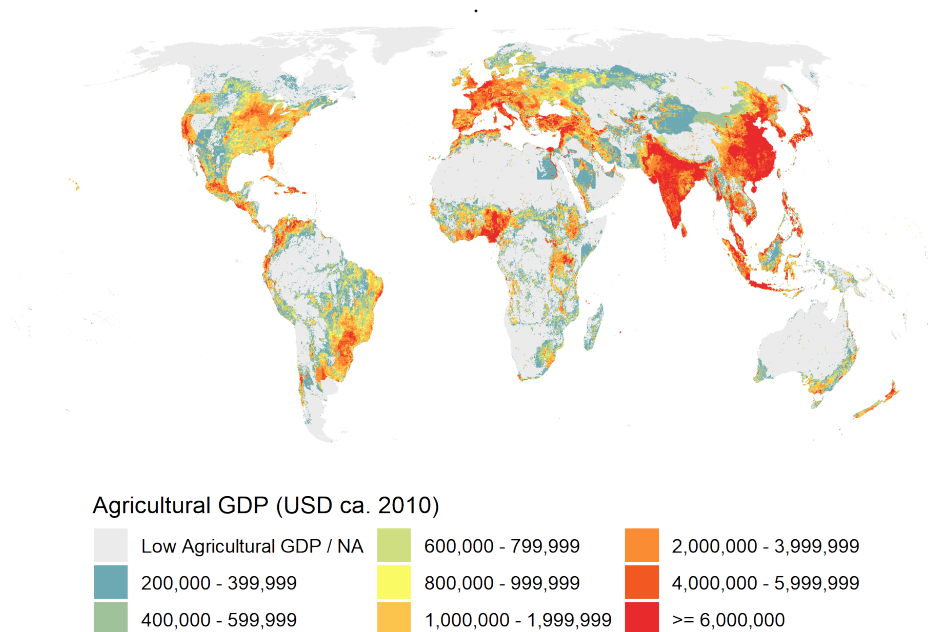 Agricultural GDP (USD ca. 2010)
Low Agricultural GDP / NA
200,000 - 399,999
400,000 - 599,999
600,000 - 799,999
800,000 - 999,999
1,000,000 - 1,999,999
2,000,000 - 3,999,999
4,000,000 - 5,999,999
>= 6,000,000